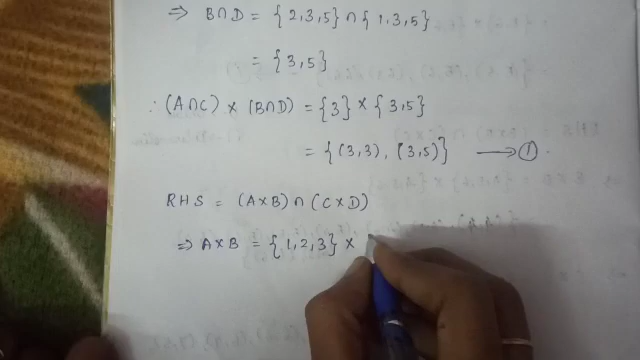 ⇒ B∩D = {2,3,5} ∩ {1,3,5}
= {3,5}
∴ (A∩C) × (B∩D) = {3} × {3,5}
= {(3,3), (3,5)} ⟶ ①.
RHS = (A×B) ∩ (C×D)
⇒ A×B = {1,2,3} ×